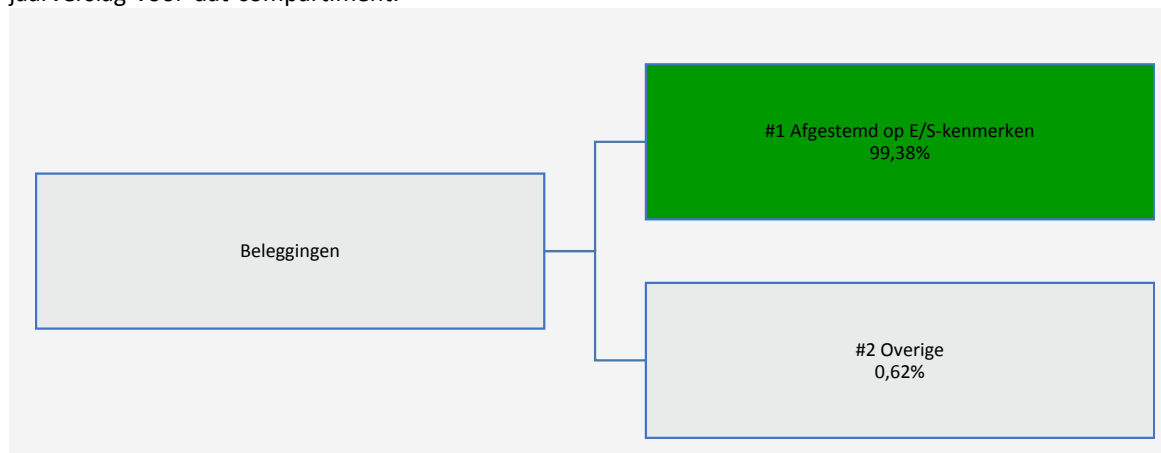 jaarverslag voor dat compartiment.
#1 Afgestemd op E/S-kenmerken
99,38%
Beleggingen
#2 Overige
0,62%